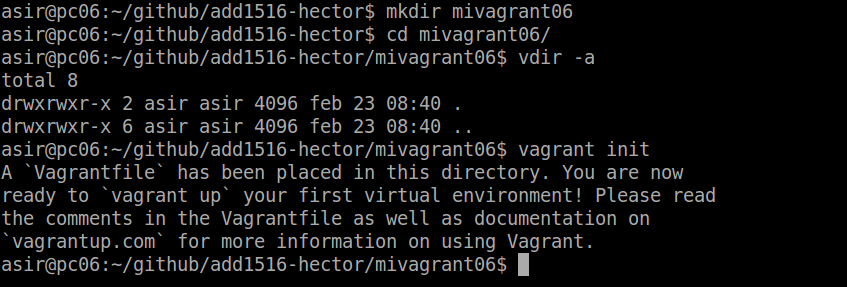 asir@pc06:~/github/add1516-hector$ mkdir mivagrant06
asir@pc06:~/github/add1516-hector$ cd mivagrant06/
asir@pc06:~/github/add1516-hector/mivagrant06$ vdir -a
total 8
drwxrwxr-x 2 asir asir 4096 feb 23 08:40 .
drwxrwxr-x 6 asir asir 4096 feb 23 08:40 ..
asir@pc06:~/github/add1516-hector/mivagrant06$ vagrant init
A `Vagrantfile` has been placed in this directory. You are now
ready to `vagrant up` your first virtual environment! Please read
the comments in the Vagrantfile as well as documentation on
`vagrantup.com` for more information on using Vagrant.
asir@pc06:~/github/add1516-hector/mivagrant06$